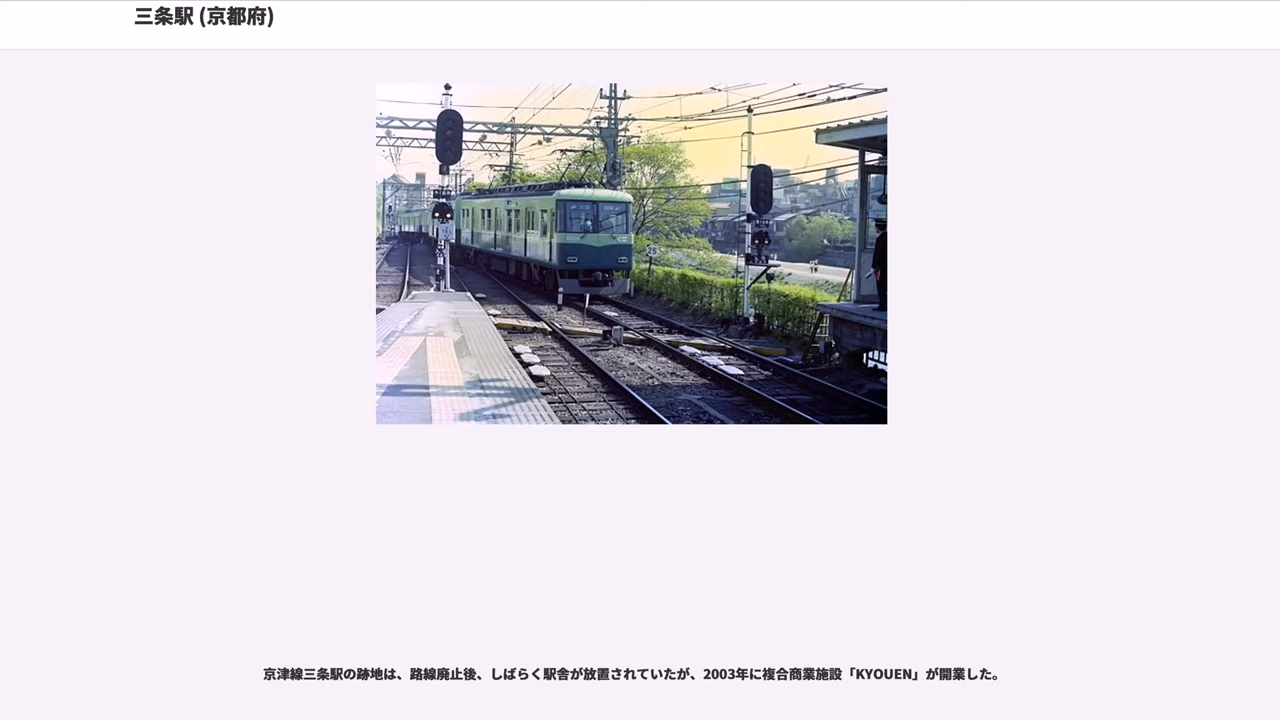 三条駅 (京都府)
25
京津線三条駅の跡地は、路線廃止後、しばらく駅舎が放置されていたが、2003年に複合商業施設「KYOUEN」が開業した。